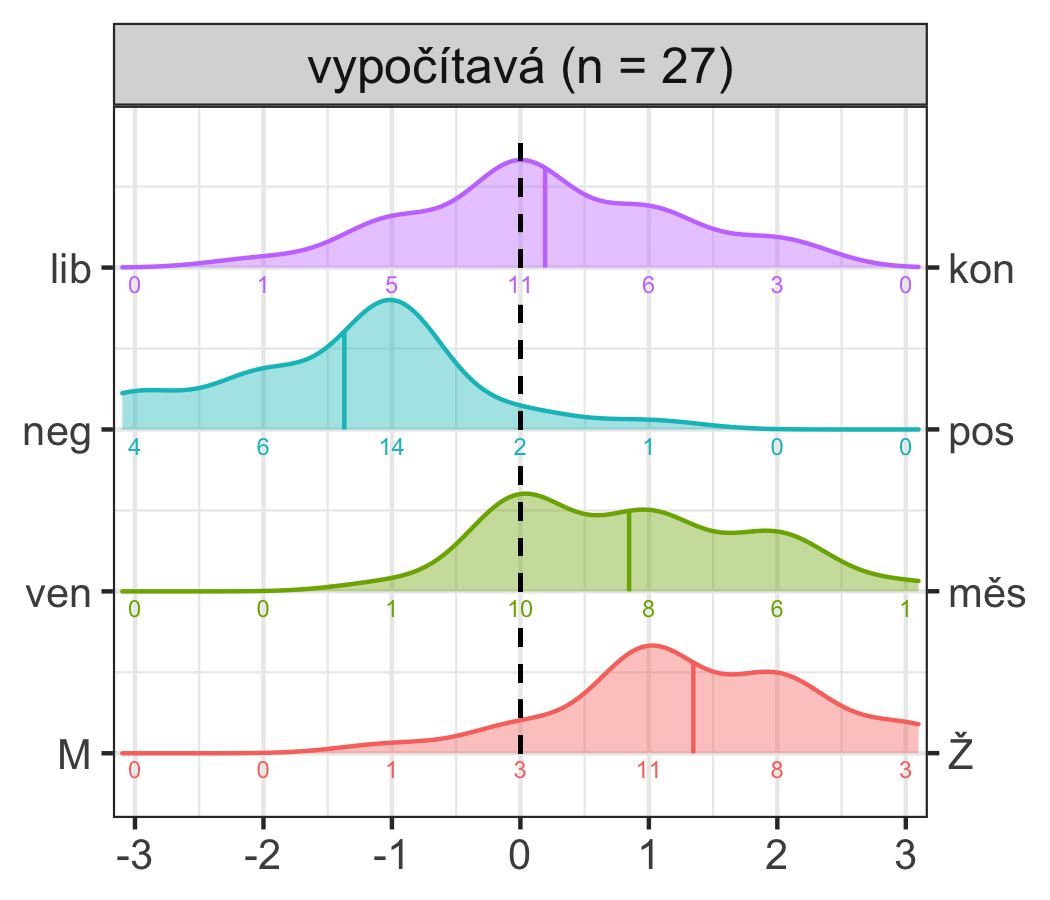 vypočítavá (n = 27)
lib kon
0 1 5 11 6 3 0
neg pos
4 6 14 2 1 0 0
ven měs
0 0 1 10 8 6 1
M Ž
0 0 1 3 11 8 3
-3 -2 -1 0 1 2 3